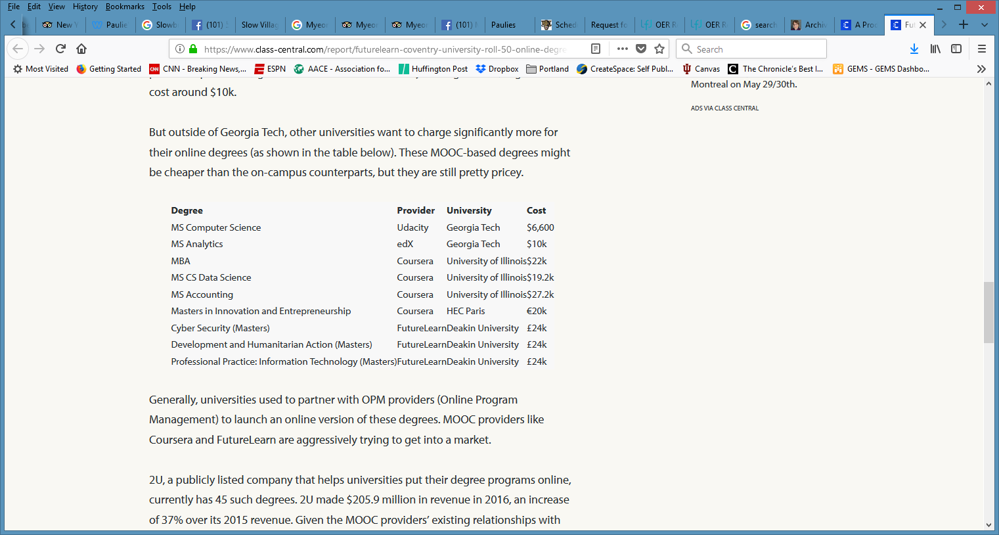 File Edit View History Bookmarks Tools Help
New Y Paulie Slowb (101) Slow Villag Myeo Myeo Myeo (101) Paulies Sched Request fo OER R OER R search Archiv A Pro Fut
https://www.class-central.com/report/futurelearn-coventry-university-roll-50-online-degre Search
Most Visited Getting Started CNN - Breaking News,... ESPN AACE - Association fo... Huffington Post Dropbox Portland CreateSpace: Self Publ... Canvas The Chronicle's Best I... GEMS - GEMS Dashbo...
cost around $10k.
Montreal on May 29/30th.
ADS VIA CLASS CENTRAL
But outside of Georgia Tech, other universities want to charge significantly more for
their online degrees (as shown in the table below). These MOOC-based degrees might
be cheaper than the on-campus counterparts, but they are still pretty pricey.
Degree Provider University Cost
MS Computer Science Udacity Georgia Tech $6,600
MS Analytics edX Georgia Tech $10k
MBA Coursera University of Illinois $22k
MS CS Data Science Coursera University of Illinois $19.2k
MS Accounting Coursera University of Illinois $27.2k
Masters in Innovation and Entrepreneurship Coursera HEC Paris €20k
Cyber Security (Masters) FutureLearn Deakin University £24k
Development and Humanitarian Action (Masters) FutureLearn Deakin University £24k
Professional Practice: Information Technology (Masters) FutureLearn Deakin University £24k
Generally, universities used to partner with OPM providers (Online Program
Management) to launch an online version of these degrees. MOOC providers like
Coursera and FutureLearn are aggressively trying to get into a market.
2U, a publicly listed company that helps universities put their degree programs online,
currently has 45 such degrees. 2U made $205.9 million in revenue in 2016, an increase
of 37% over its 2015 revenue. Given the MOOC providers' existing relationships with